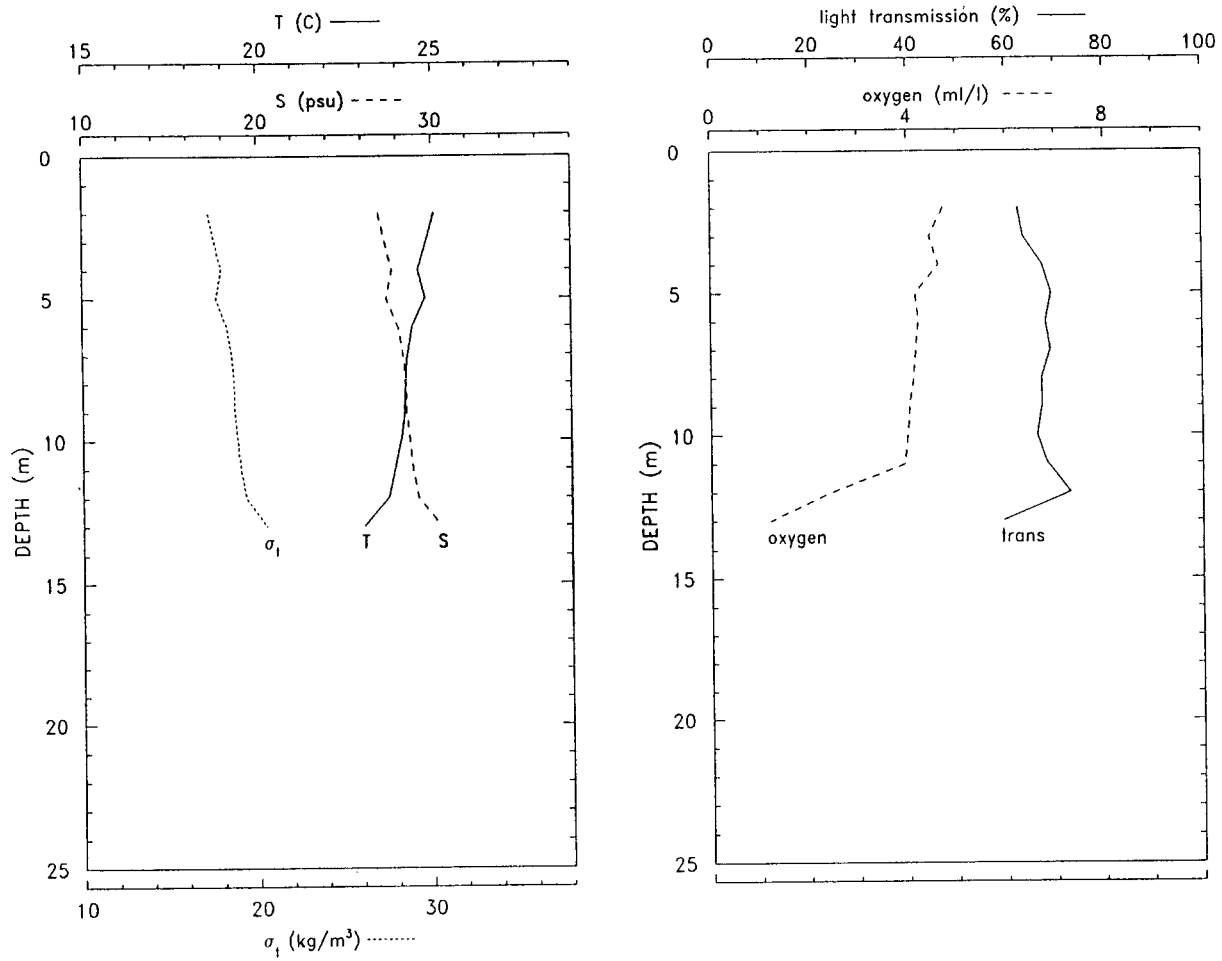 T (C)
15 20 25
S (psu)
10 20 30
0
5
10
15
20
25
DEPTH (m)
σt
T
S
10 20 30
σt (kg/m³)
light transmission (%)
0 20 40 60 80 100
oxygen (ml/l)
0 4 8
0
5
10
15
20
25
DEPTH (m)
oxygen
trans